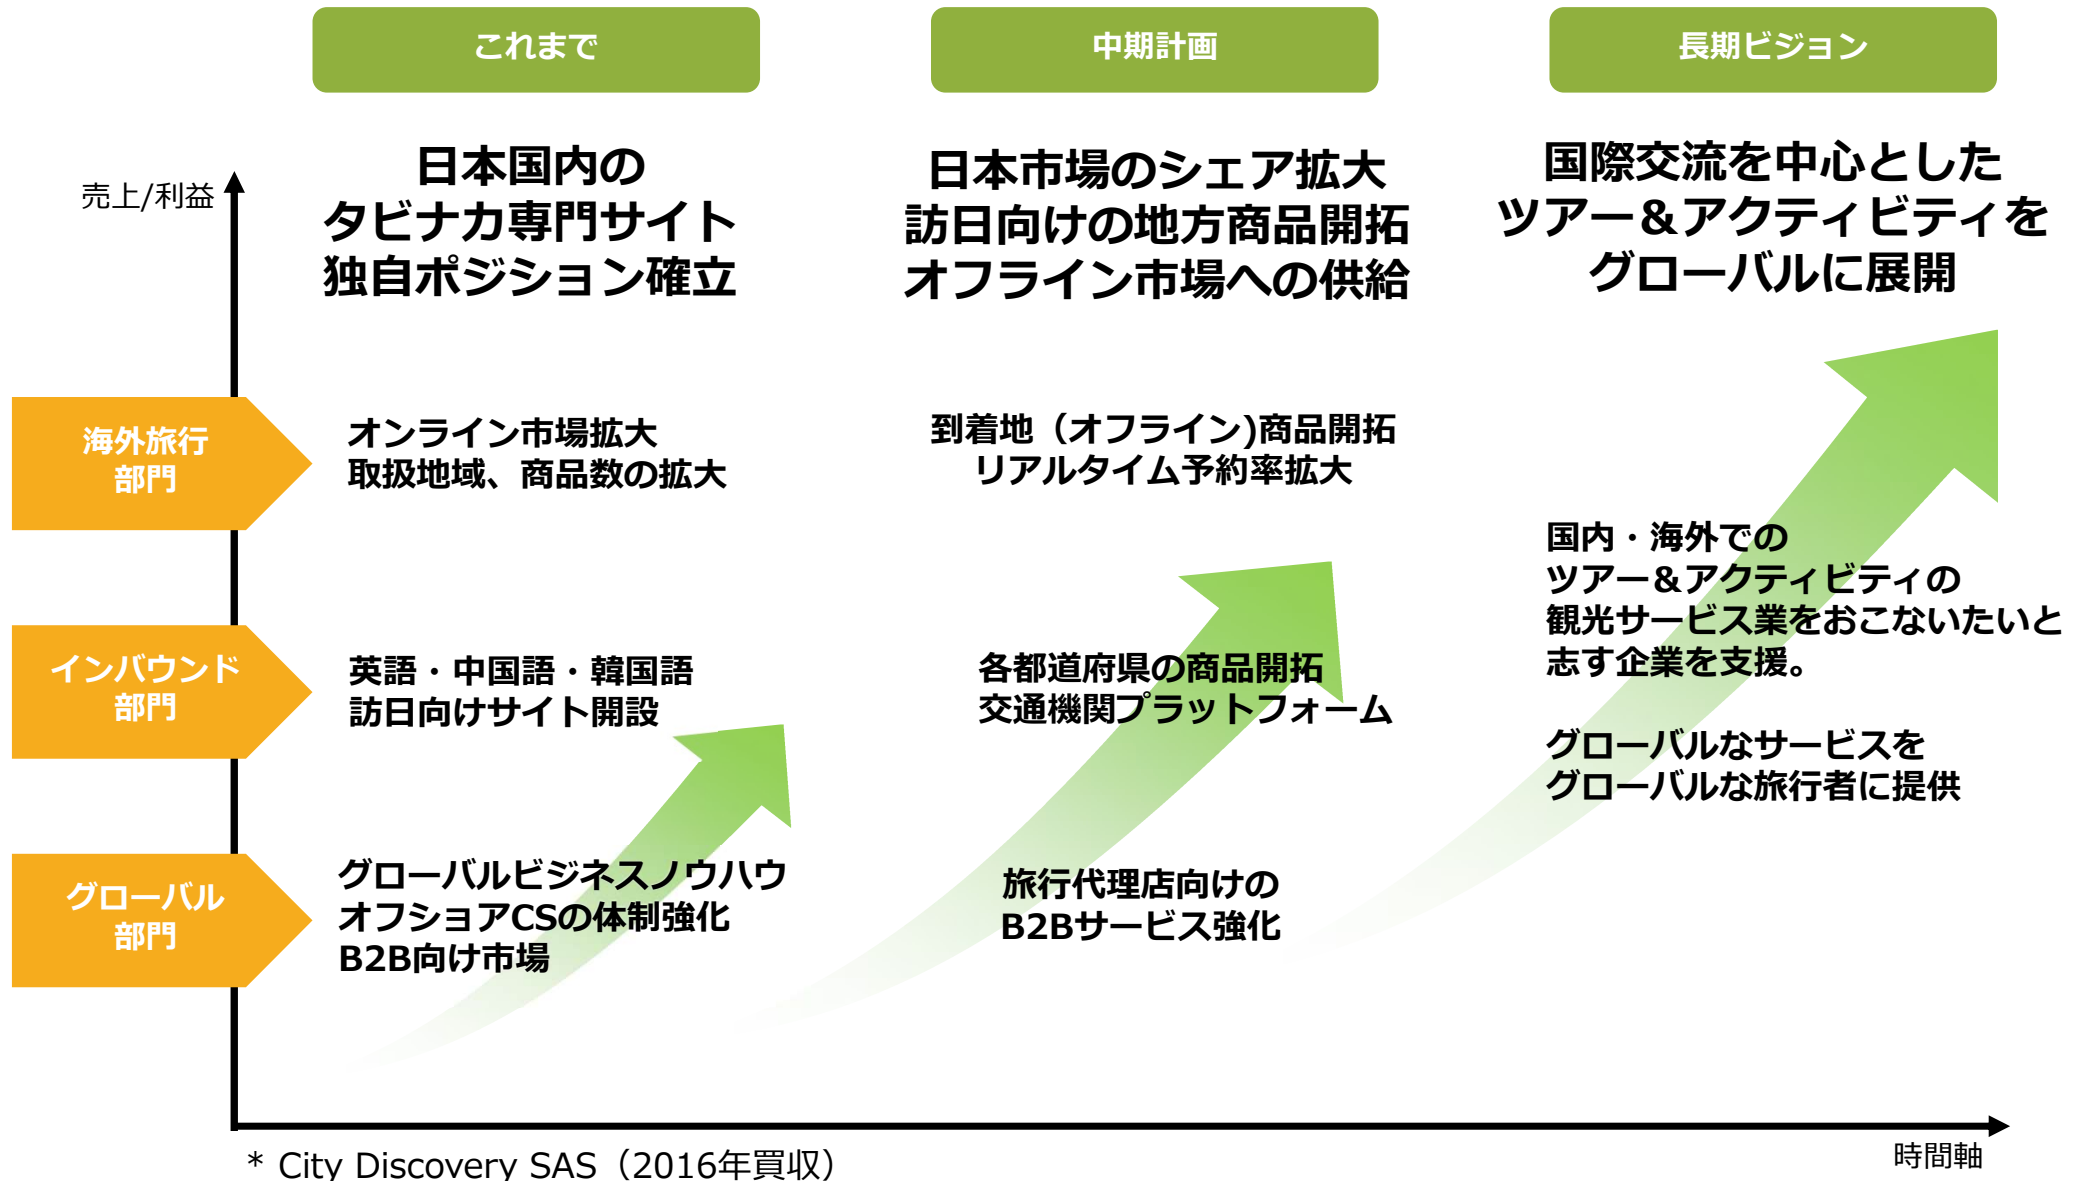 これまで
中期計画
長期ビジョン
売上/利益
日本国内の
タビナカ専門サイト
独自ポジション確立
日本市場のシェア拡大
訪日向けの地方商品開拓
オフライン市場への供給
国際交流を中心とした
ツアー＆アクティビティを
グローバルに展開
海外旅行
部門
オンライン市場拡大
取扱地域、商品数の拡大
到着地（オフライン)商品開拓
リアルタイム予約率拡大
インバウンド
部門
英語・中国語・韓国語
訪日向けサイト開設
各都道府県の商品開拓
交通機関プラットフォーム
国内・海外での
ツアー＆アクティビティの
観光サービス業をおこないたいと
志す企業を支援。
グローバルなサービスを
グローバルな旅行者に提供
グローバル
部門
グローバルビジネスノウハウ
オフショアCSの体制強化
B2B向け市場
旅行代理店向けの
B2Bサービス強化
時間軸
* City Discovery SAS（2016年買収）